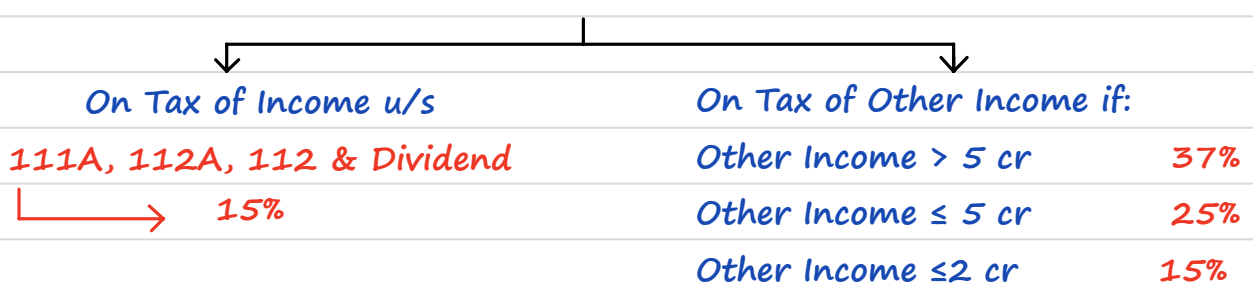 On Tax of Income u/s
111A, 112A, 112 & Dividend
15%
On Tax of Other Income if:
Other Income > 5 cr 37%
Other Income ≤ 5 cr 25%
Other Income ≤2 cr 15%